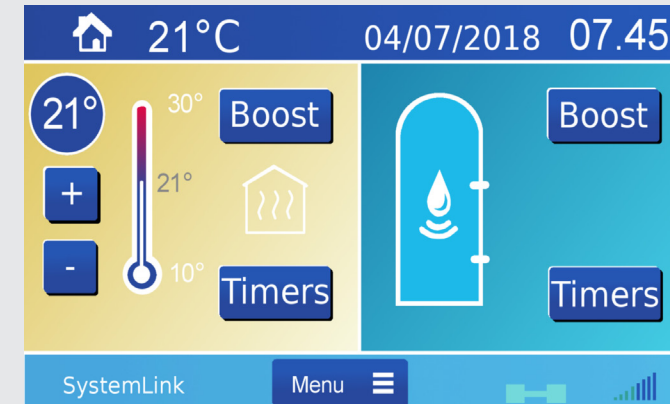 21°C 04/07/2018 07.45
21°
30°
21°
10°
+
-
Boost
Timers
Boost
Timers
SystemLink Menu